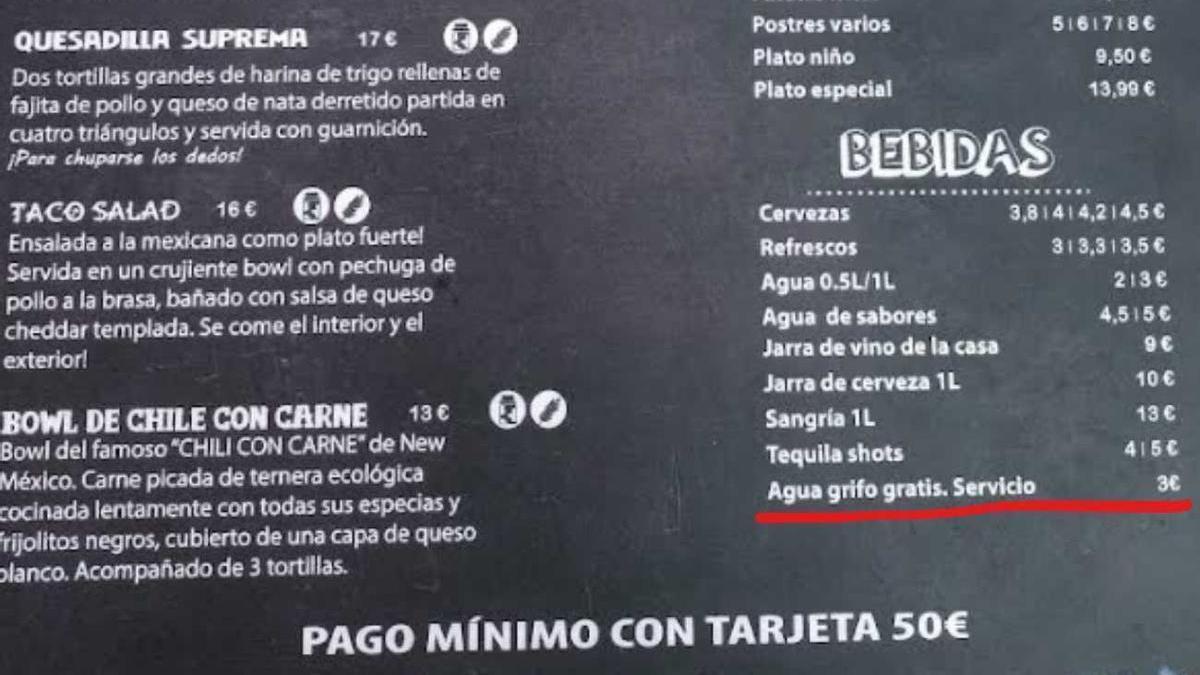 QUESADILLA SUPREMA 17€
Dos tortillas grandes de harina de trigo rellenas de
fajita de pollo y queso de nata derretido partida en
cuatro triángulos y servida con guarnición.
¡Para chuparse los dedos!
TACO SALAD 16€
Ensalada a la mexicana como plato fuerte!
Servida en un crujiente bowl con pechuga de
pollo a la brasa, bañado con salsa de queso
cheddar templada. Se come el interior y el
exterior!
BOWL DE CHILE CON CARNE 13€
Bowl del famoso "CHILI CON CARNE" de New
México. Carne picada de ternera ecológica
cocinada lentamente con todas sus especias y
frijolitos negros, cubierto de una capa de queso
blanco. Acompañado de 3 tortillas.
Postres varios 5|6|7|8€
Plato niño 9,50€
Plato especial 13,99€
BEBIDAS
Cervezas 3,8|4|4,2|4,5€
Refrescos 3|3,3|3,5€
Agua 0.5L/1L 2|3€
Agua de sabores 4,5|5€
Jarra de vino de la casa 9€
Jarra de cerveza 1L 10€
Sangría 1L 13€
Tequila shots 4|5€
Agua grifo gratis. Servicio 3€
PAGO MÍNIMO CON TARJETA 50€